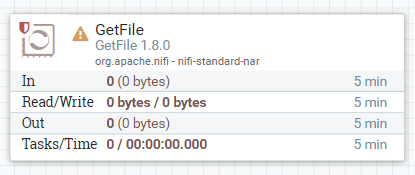 GetFile
GetFile 1.8.0
org.apache.nifi - nifi-standard-nar
In 0 (0 bytes) 5 min
Read/Write 0 bytes / 0 bytes 5 min
Out 0 (0 bytes) 5 min
Tasks/Time 0 / 00:00:00.000 5 min